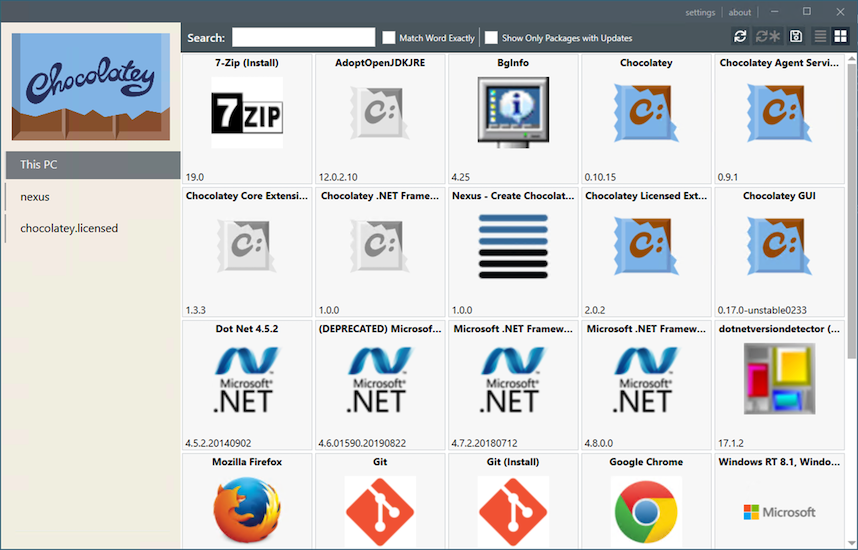 settings
about
Chocolatey
Search:
Match Word Exactly
Show Only Packages with Updates
This PC
nexus
chocolatey.licensed
7-Zip (Install)
AdoptOpenJDKJRE
BgInfo
Chocolatey
Chocolatey Agent Servi...
7ZIP
C:
i
C:
C:
19.0
12.0.2.10
4.25
0.10.15
0.9.1
Chocolatey Core Extensi...
Chocolatey .NET Frame...
Nexus - Create Chocolat...
Chocolatey Licensed Ext...
Chocolatey GUI
C:
C:
C:
C:
1.3.3
1.0.0
1.0.0
2.0.2
0.17.0-unstable0233
Dot Net 4.5.2
(DEPRECATED) Microsof...
Microsoft .NET Framew...
Microsoft .NET Framew...
dotnetversiondetector (...
Microsoft®
.NET
Microsoft®
.NET
Microsoft®
.NET
Microsoft®
.NET
4.5.2.20140902
4.6.01590.20190822
4.7.2.20180712
4.8.0.0
17.1.2
Mozilla Firefox
Git
Git (Install)
Google Chrome
Windows RT 8.1, Windo...
Microsoft